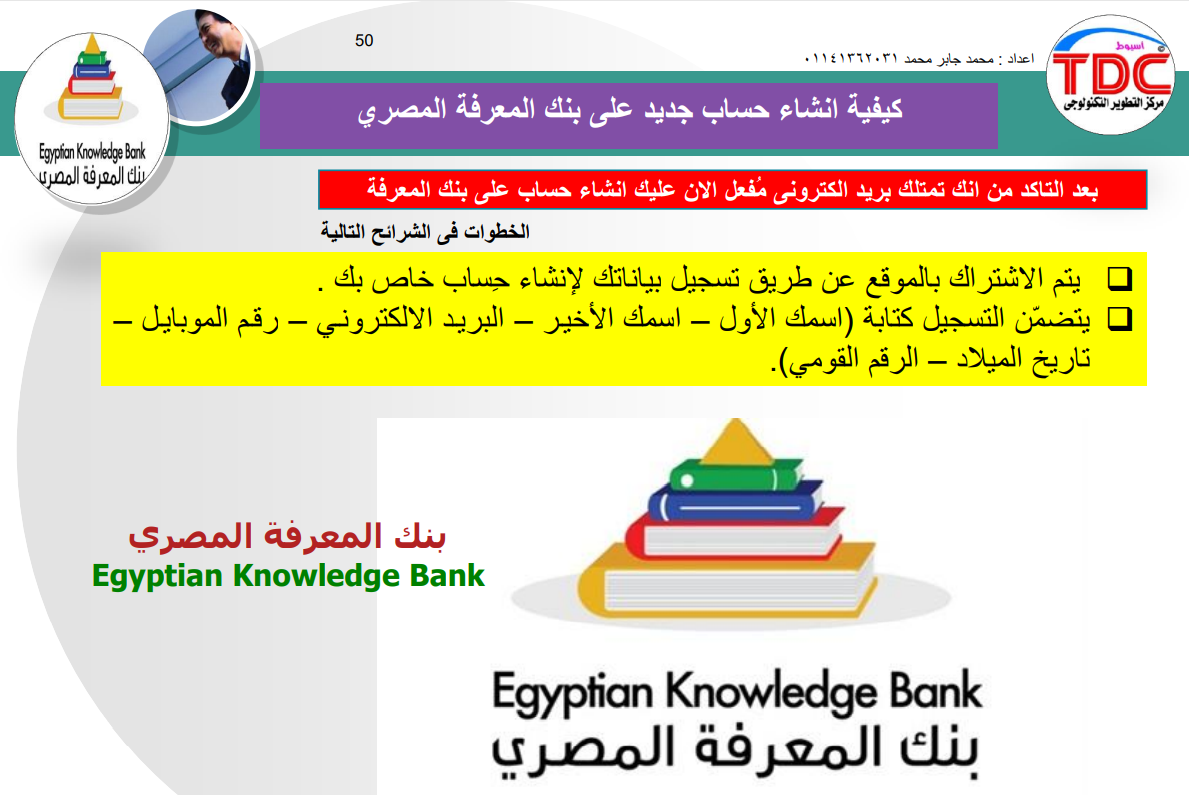 50
اعداد : محمد جابر محمد ٠١١٤١٣٦٢٠٣١
اسيوط
TDC
مركز التطوير التكنولوجى
كيفية انشاء حساب جديد على بنك المعرفة المصري
Egyptian Knowledge Bank
بنك المعرفة المصري
بعد التاكد من انك تمتلك بريد الكترونى مُفعل الان عليك انشاء حساب على بنك المعرفة
الخطوات فى الشرائح التالية
❑ يتم الاشتراك بالموقع عن طريق تسجيل بياناتك لإنشاء حِساب خاص بك .
❑ يتضمّن التسجيل كتابة (اسمك الأول – اسمك الأخير – البريد الالكتروني – رقم الموبايل –
تاريخ الميلاد – الرقم القومي).
بنك المعرفة المصري
Egyptian Knowledge Bank
Egyptian Knowledge Bank
بنك المعرفة المصري